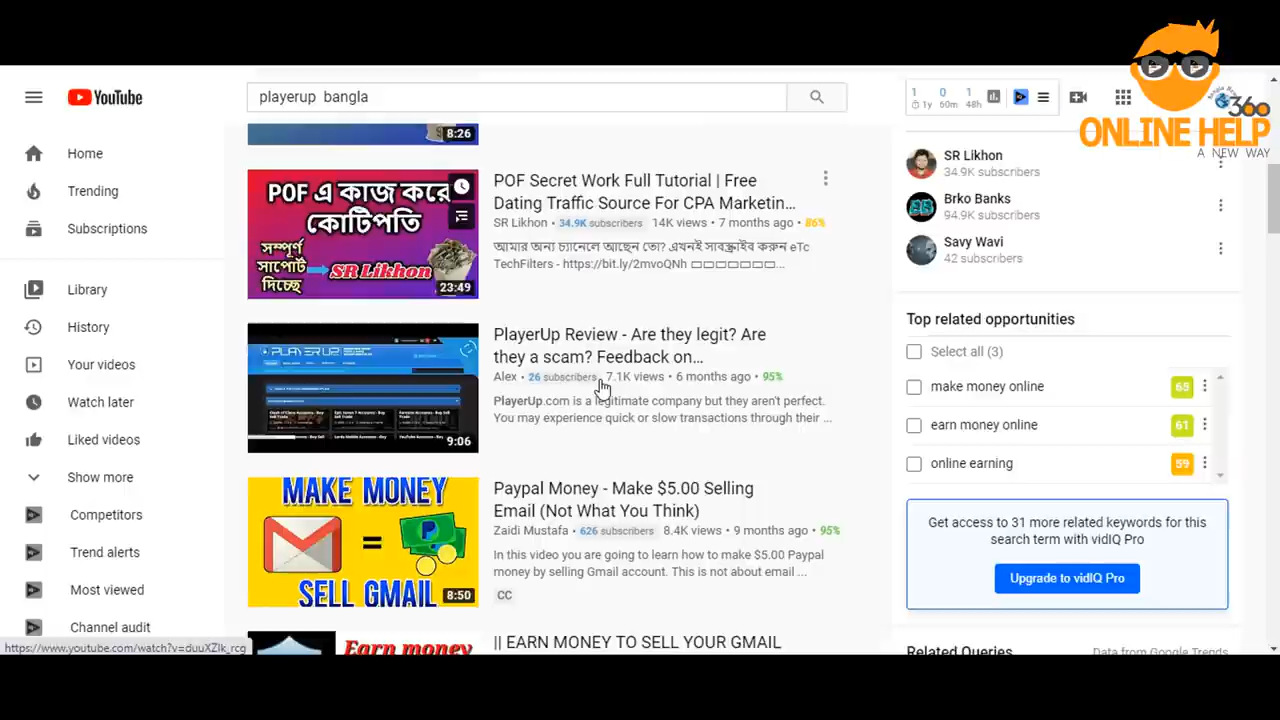 YouTube
playerup bangla
1 0 1
1y 60m 48h
360
ONLINE HELP
A NEW WAY
Home
Trending
Subscriptions
Library
History
Your videos
Watch later
Liked videos
Show more
Competitors
Trend alerts
Most viewed
Channel audit
https://www.youtube.com/watch?v=duuXZIk_rcg
8:26
POF এ কাজ করে
কোটিপতি
সম্পূর্ণ
সাপোর্ট
দিচ্ছে
SR Likhon
23:49
POF Secret Work Full Tutorial | Free
Dating Traffic Source For CPA Marketin...
SR Likhon • 34.9K subscribers 14K views • 7 months ago • 86%
আমার অন্য চ্যানেলে আছেন তো? এখনই সাবস্ক্রাইব করুন eTc
TechFilters - https://bit.ly/2mvoQNh □□□□□□□...
PLAYER UP
9:06
PlayerUp Review - Are they legit? Are
they a scam? Feedback on...
Alex • 26 subscribers 7.1K views • 6 months ago • 95%
PlayerUp.com is a legitimate company but they aren't perfect.
You may experience quick or slow transactions through their ...
MAKE MONEY
=
SELL GMAIL
8:50
Paypal Money - Make $5.00 Selling
Email (Not What You Think)
Zaidi Mustafa • 626 subscribers 8.4K views • 9 months ago • 95%
In this video you are going to learn how to make $5.00 Paypal
money by selling Gmail account. This is not about email ...
CC
Earn money
|| EARN MONEY TO SELL YOUR GMAIL
SR Likhon
34.9K subscribers
Brko Banks
94.9K subscribers
Savy Wavi
42 subscribers
Top related opportunities
Select all (3)
make money online 65
earn money online 61
online earning 59
Get access to 31 more related keywords for this
search term with vidIQ Pro
Upgrade to vidIQ Pro
Related Queries Data from Google Trends